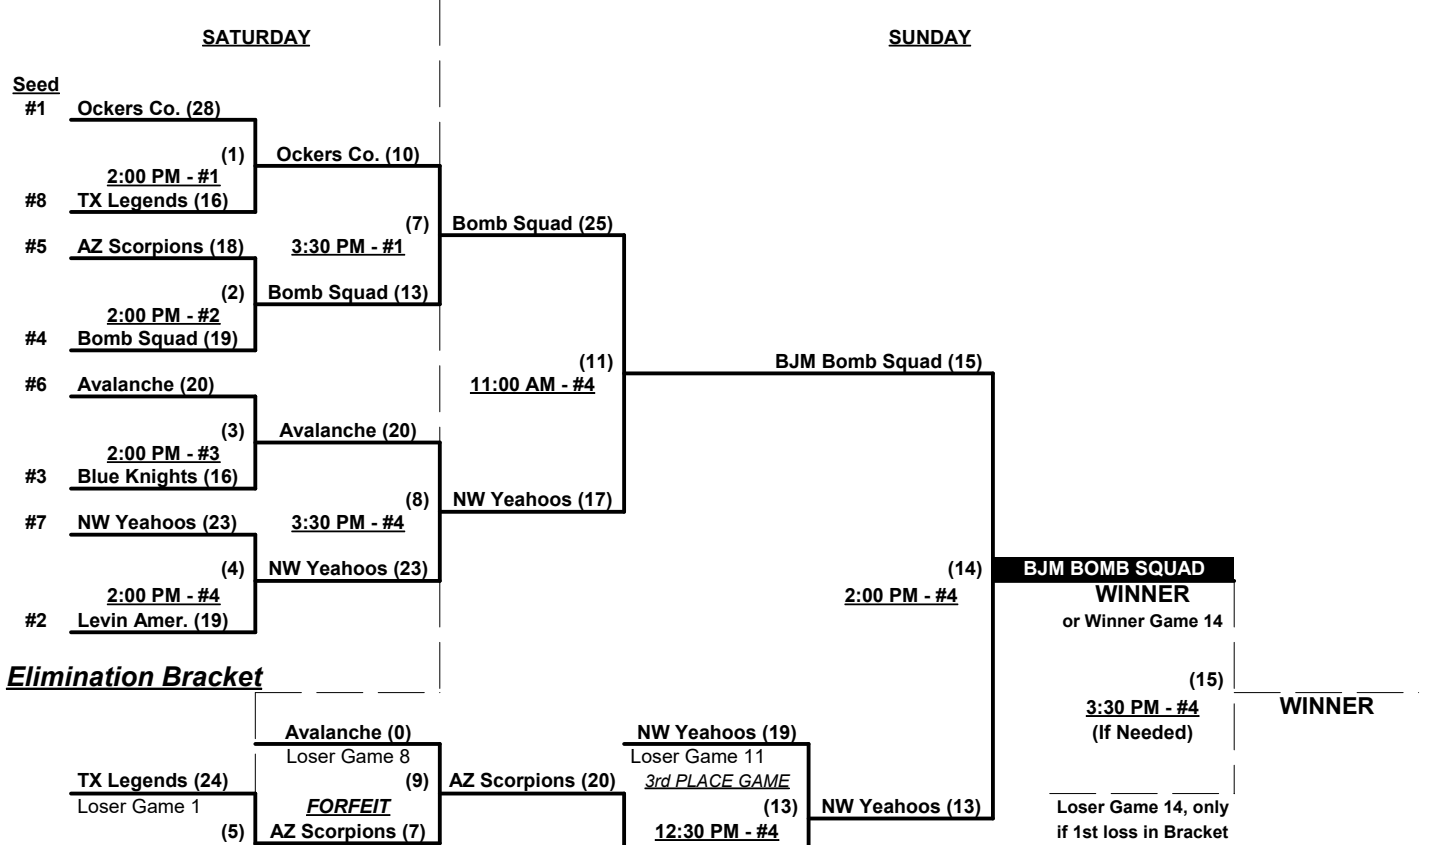 SATURDAY
SUNDAY
Seed
#1 Ockers Co. (28)
(1) Ockers Co. (10)
2:00 PM - #1
#8 TX Legends (16)
(7) Bomb Squad (25)
#5 AZ Scorpions (18) 3:30 PM - #1
(2) Bomb Squad (13)
2:00 PM - #2
#4 Bomb Squad (19)
(11) BJM Bomb Squad (15)
#6 Avalanche (20) 11:00 AM - #4
(3) Avalanche (20)
2:00 PM - #3
#3 Blue Knights (16)
(8) NW Yeahoos (17)
#7 NW Yeahoos (23) 3:30 PM - #4
(4) NW Yeahoos (23) (14) BJM BOMB SQUAD
2:00 PM - #4 2:00 PM - #4 WINNER
#2 Levin Amer. (19) or Winner Game 14
Elimination Bracket (15)
3:30 PM - #4 WINNER
Avalanche (0) NW Yeahoos (19) (If Needed)
Loser Game 8 Loser Game 11
TX Legends (24) (9) AZ Scorpions (20) 3rd PLACE GAME
Loser Game 1 FORFEIT (13) NW Yeahoos (13) Loser Game 14, only
(5) AZ Scorpions (7) 12:30 PM - #4 if 1st loss in Bracket